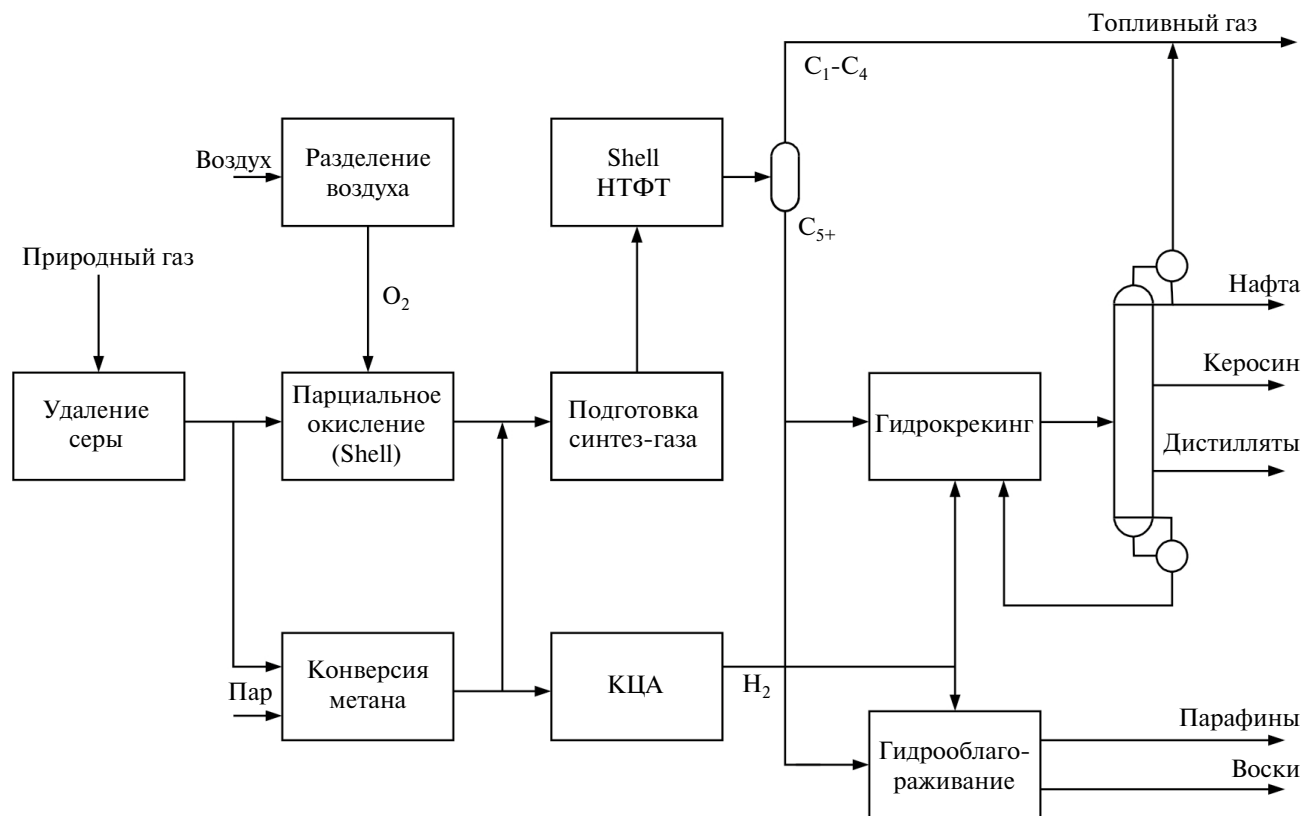 Топливный газ
C₁-C₄
Воздух
Разделение
воздуха
Shell
НТФТ
C₅₊
Природный газ
O₂
Нафта
Керосин
Дистилляты
Удаление
серы
Парциальное
окисление
(Shell)
Подготовка
синтез-газа
Гидрокрекинг
Пар
Конверсия
метана
КЦА
H₂
Гидрооблаго-
раживание
Парафины
Воски